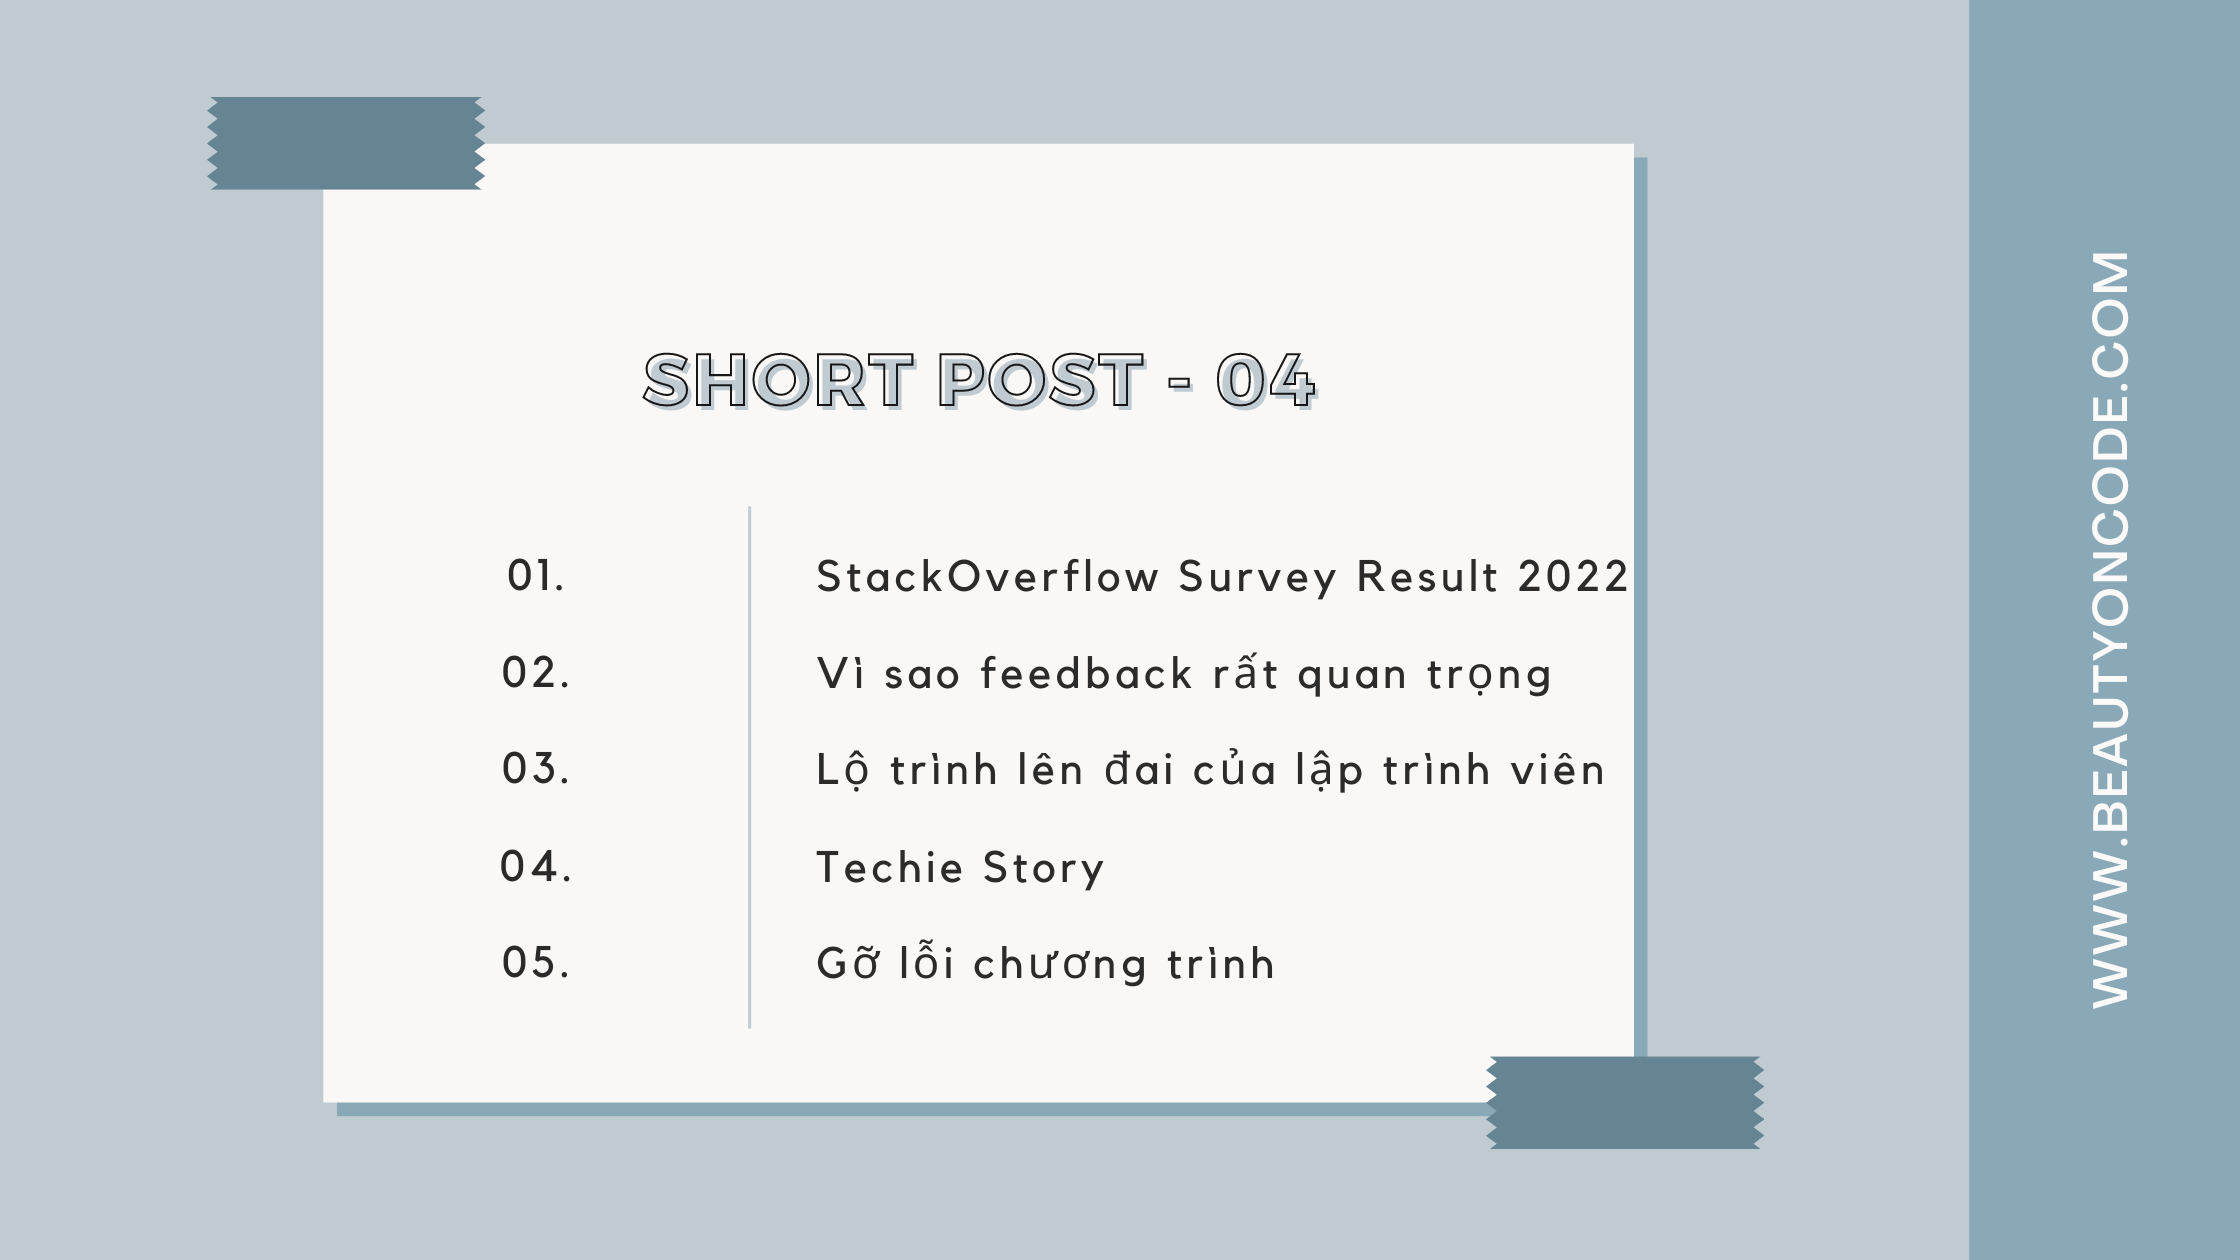 SHORT POST - 04
01. StackOverflow Survey Result 2022
02. Vì sao feedback rất quan trọng
03. Lộ trình lên đai của lập trình viên
04. Techie Story
05. Gỡ lỗi chương trình
WWW.BEAUTYONCODE.COM